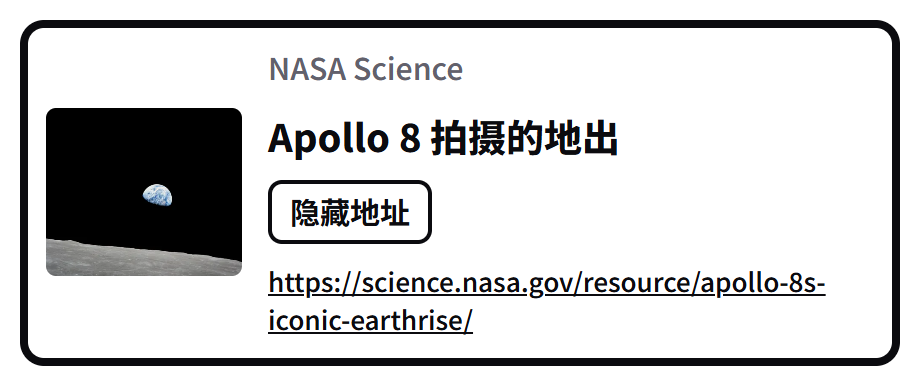 NASA Science
Apollo 8 拍摄的地出
隐藏地址
https://science.nasa.gov/resource/apollo-8s-
iconic-earthrise/